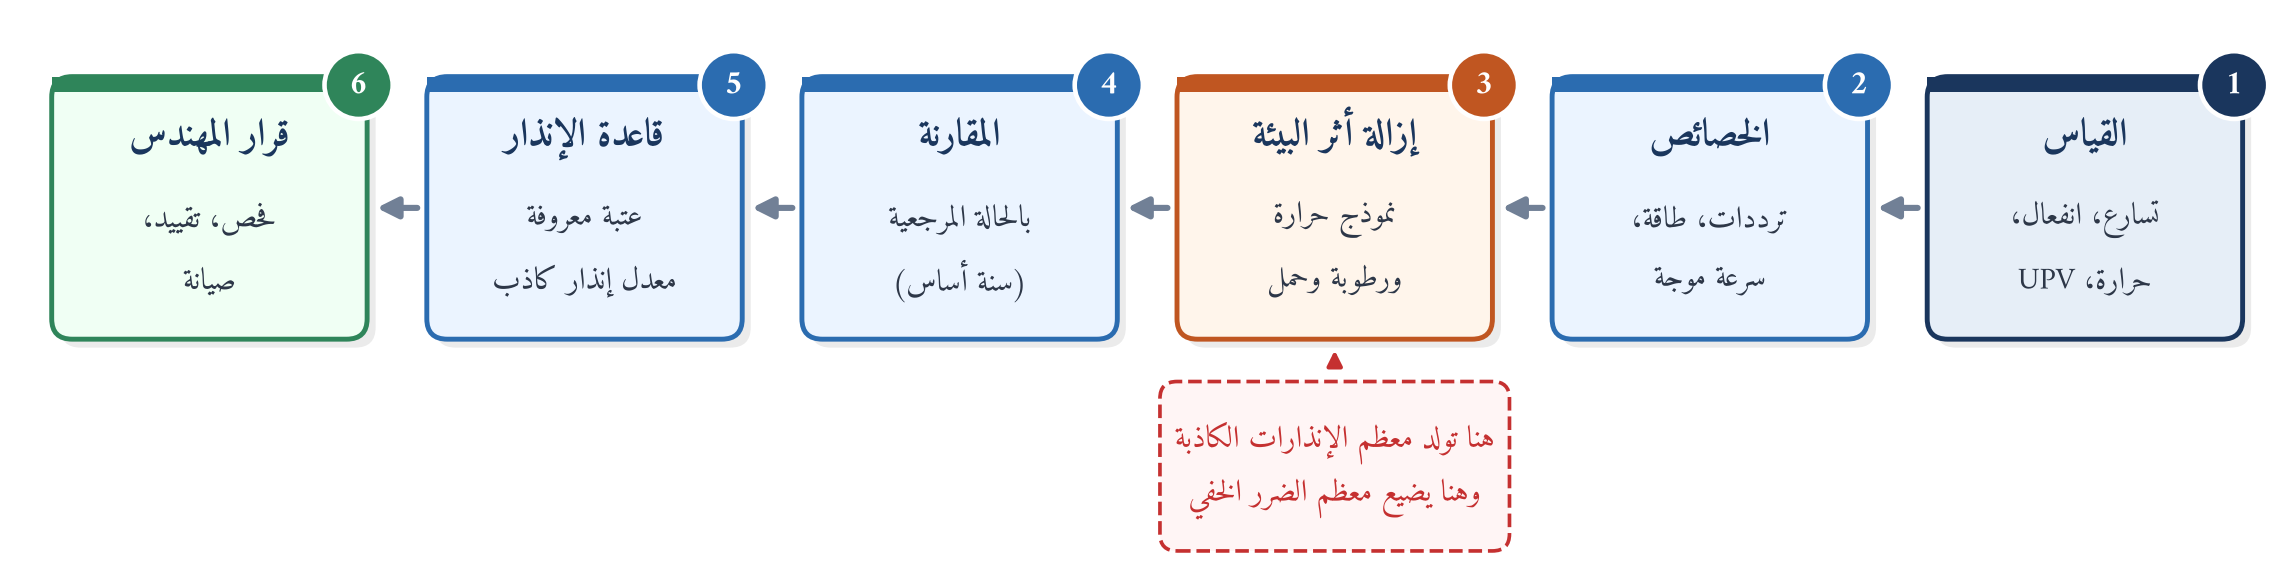 1
القياس
تسارع، انفعال،
حرارة، UPV
2
الخصائص
ترددات، طاقة،
سرعة موجة
3
إزالة أثر البيئة
نموذج حرارة
ورطوبة وحمل
4
المقارنة
بالحالة المرجعية
(سنة أساس)
5
قاعدة الإنذار
عتبة معروفة
معدل إنذار كاذب
6
قرار المهندس
فحص، تقييد،
صيانة
هنا تولد معظم الإنذارات الكاذبة
وهنا يضيع معظم الضرر الخفي